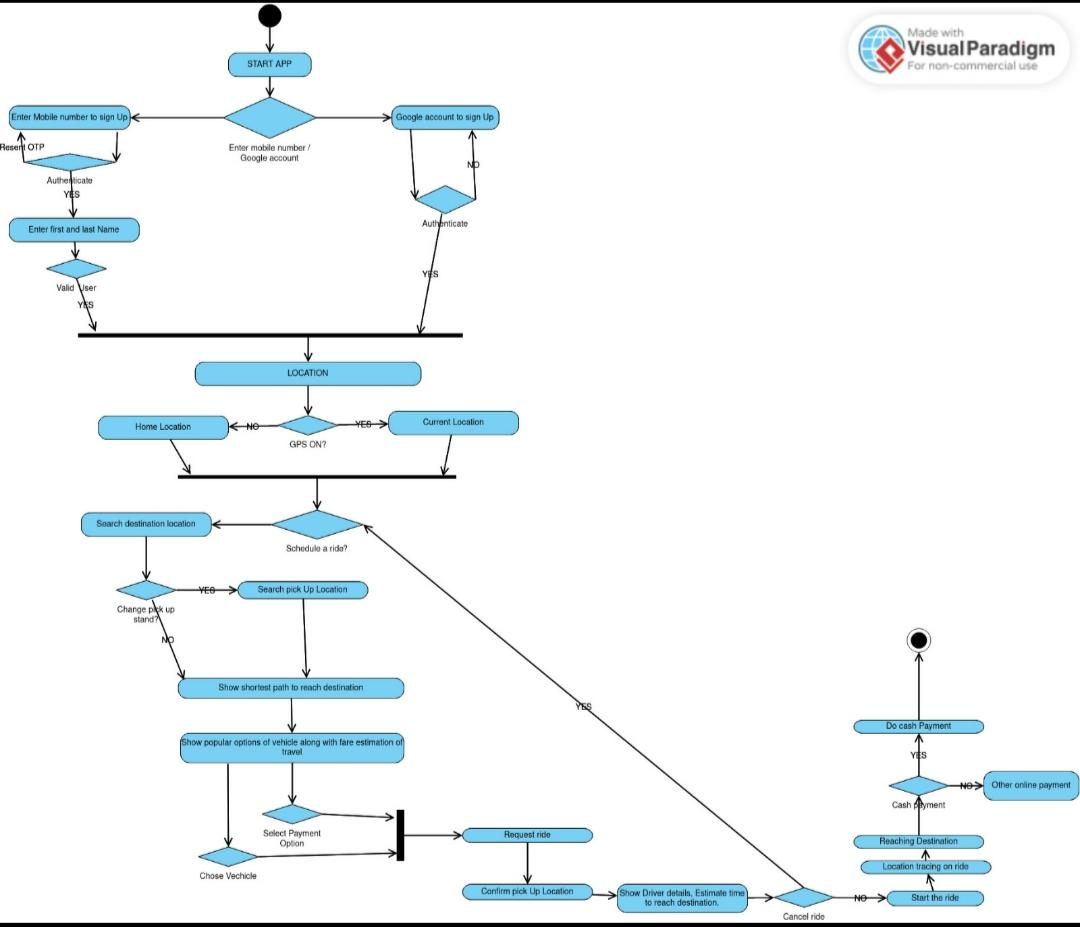 Made with
Visual Paradigm
For non-commercial use
START APP
Enter Mobile number to sign Up
Google account to sign Up
Enter mobile number /
Google account
Resent OTP
NO
Authenticate
YES
Authenticate
Enter first and last Name
YES
Valid User
YES
LOCATION
Home Location
NO
YES
Current Location
GPS ON?
Search destination location
Schedule a ride?
YES
Search pick Up Location
Change pick up
stand?
NO
Show shortest path to reach destination
YES
Show popular options of vehicle along with fare estimation of
travel
Select Payment
Option
Chose Vechicle
Request ride
Confirm pick Up Location
Show Driver details, Estimate time
to reach destination.
Cancel ride
NO
Start the ride
Location tracing on ride
Reaching Destination
Cash payment
NO
Other online payment
YES
Do cash Payment